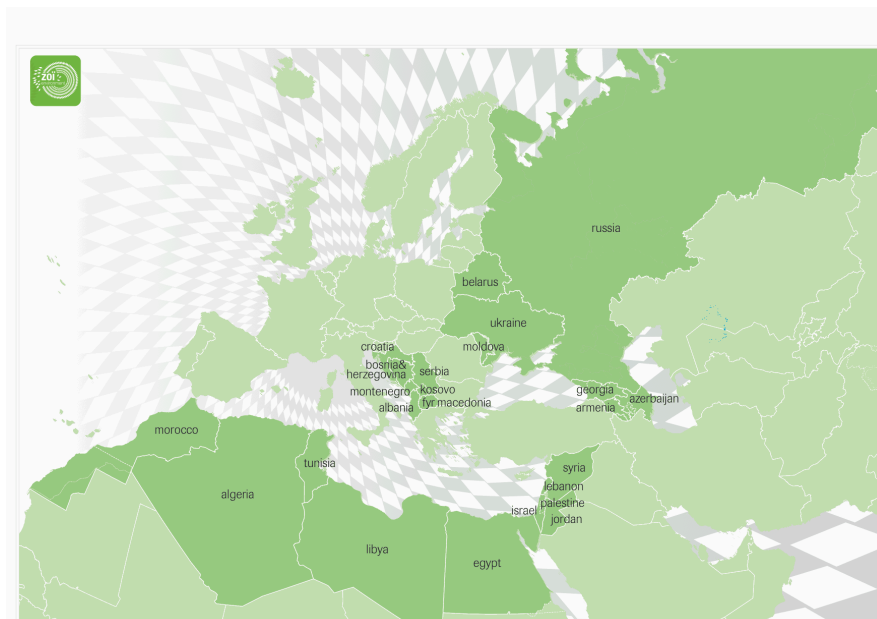 zoï
russia
belarus
ukraine
croatia
moldova
bosnia&
herzegovina
serbia
montenegro
kosovo
albania
fyr macedonia
georgia
azerbaijan
armenia
morocco
tunisia
syria
algeria
lebanon
palestine
israel
jordan
libya
egypt